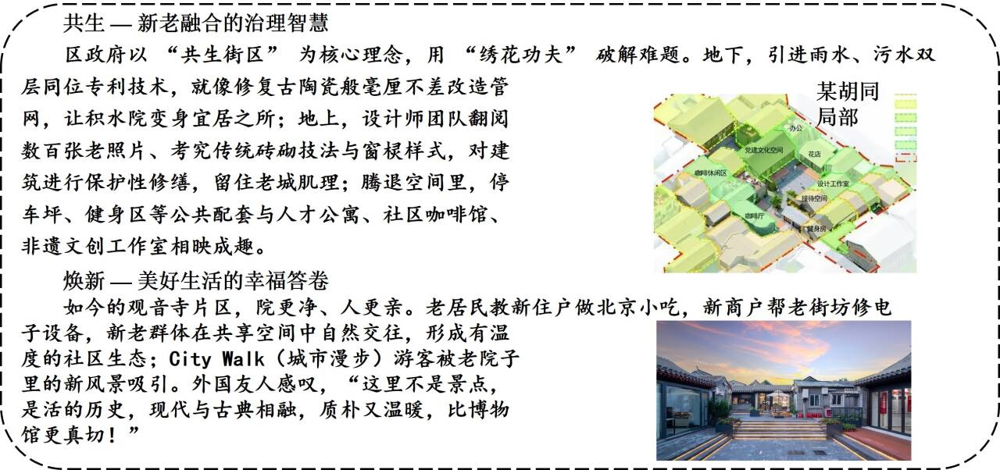 共生 — 新老融合的治理智慧
区政府以 “共生街区” 为核心理念，用 “绣花功夫” 破解难题。地下，引进雨水、污水双
层同位专利技术，就像修复古陶瓷般毫厘不差改造管
网，让积水院变身宜居之所；地上，设计师团队翻阅
数百张老照片、考究传统砖砌技法与窗棂样式，对建
筑进行保护性修缮，留住老城肌理；腾退空间里，停
车坪、健身区等公共配套与人才公寓、社区咖啡馆、
非遗文创工作室相映成趣。
某胡同
局部
办公
党建文化空间
花店
咖啡休闲区
设计工作室
接待空间
咖啡厅
健身房
焕新 — 美好生活的幸福答卷
如今的观音寺片区，院更净、人更亲。老居民教新住户做北京小吃，新商户帮老街坊修电
子设备，新老群体在共享空间中自然交往，形成有温
度的社区生态；City Walk（城市漫步）游客被老院子
里的新风景吸引。外国友人感叹，“这里不是景点，
是活的历史，现代与古典相融，质朴又温暖，比博物
馆更真切！”